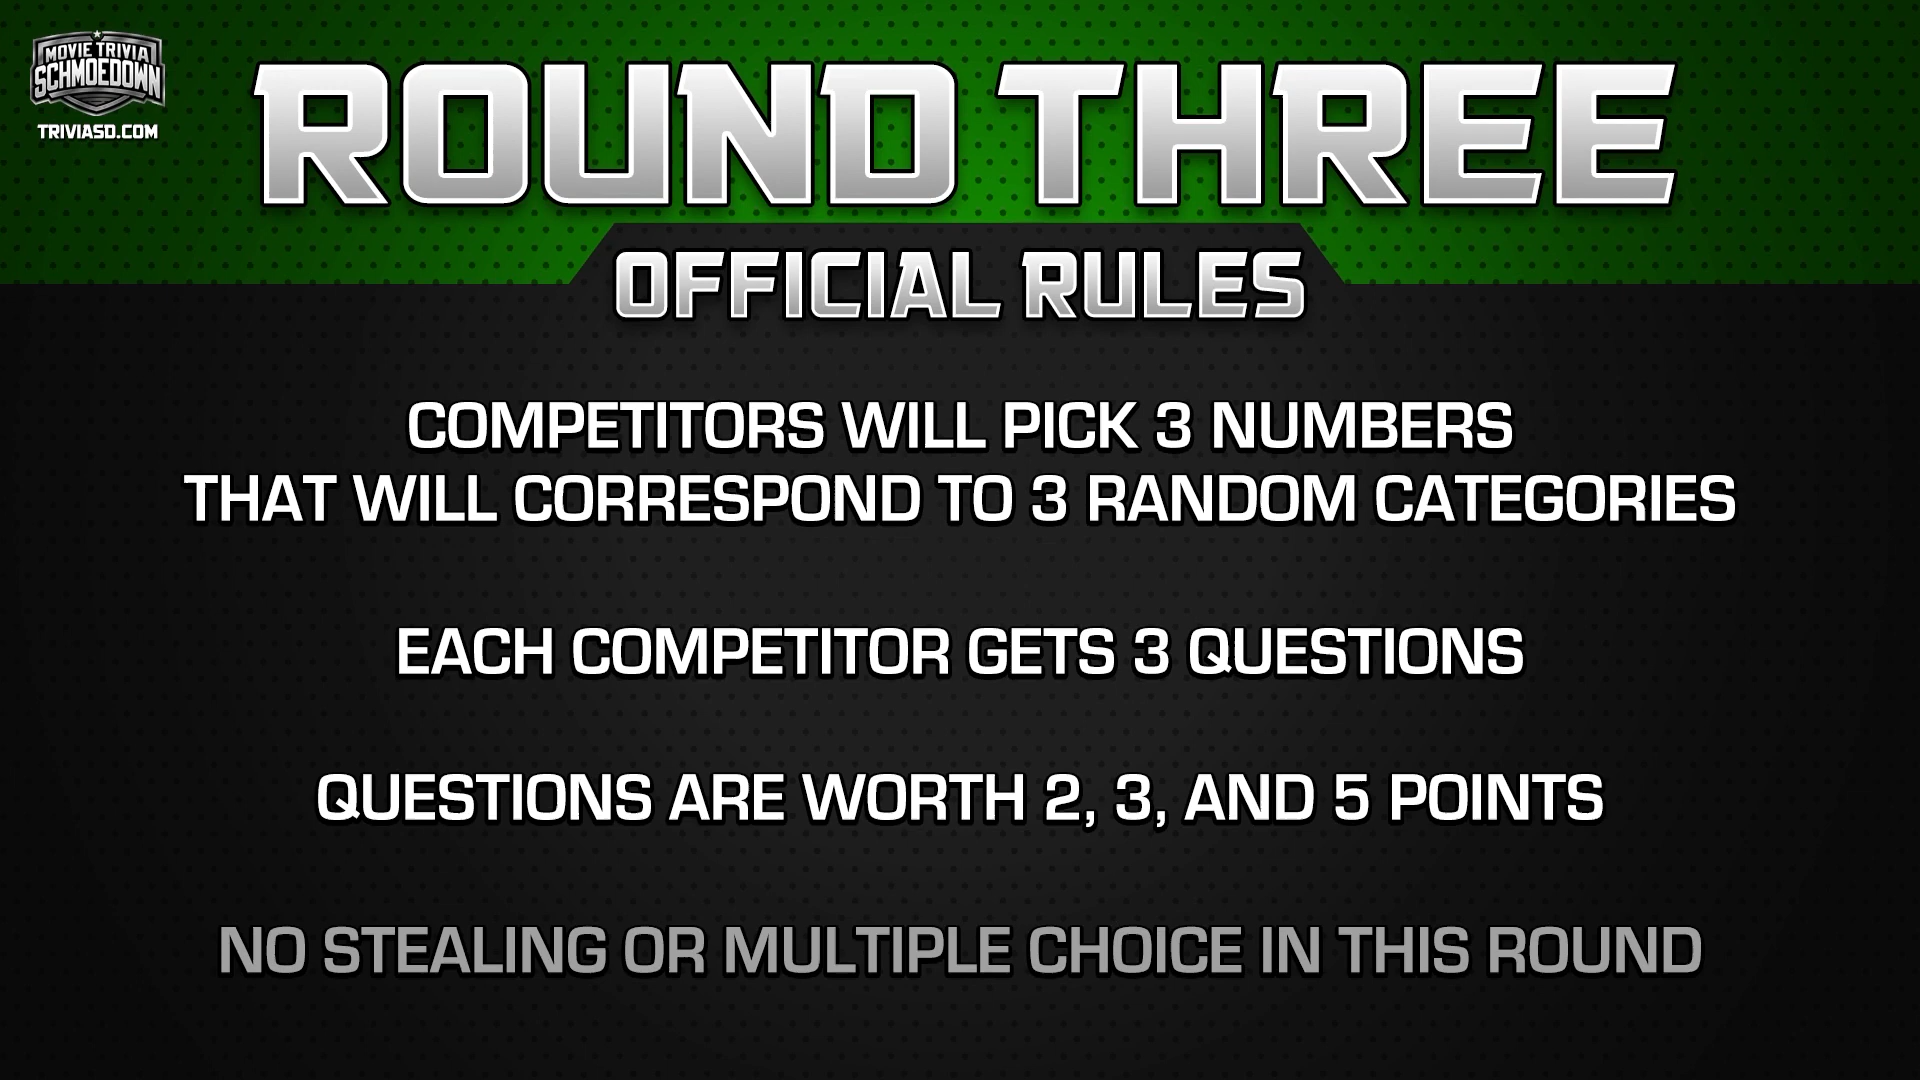 MOVIE TRIVIA
SCHMOEDOWN
TRIVIASD.COM
ROUND THREE
OFFICIAL RULES
COMPETITORS WILL PICK 3 NUMBERS
THAT WILL CORRESPOND TO 3 RANDOM CATEGORIES
EACH COMPETITOR GETS 3 QUESTIONS
QUESTIONS ARE WORTH 2, 3, AND 5 POINTS
NO STEALING OR MULTIPLE CHOICE IN THIS ROUND